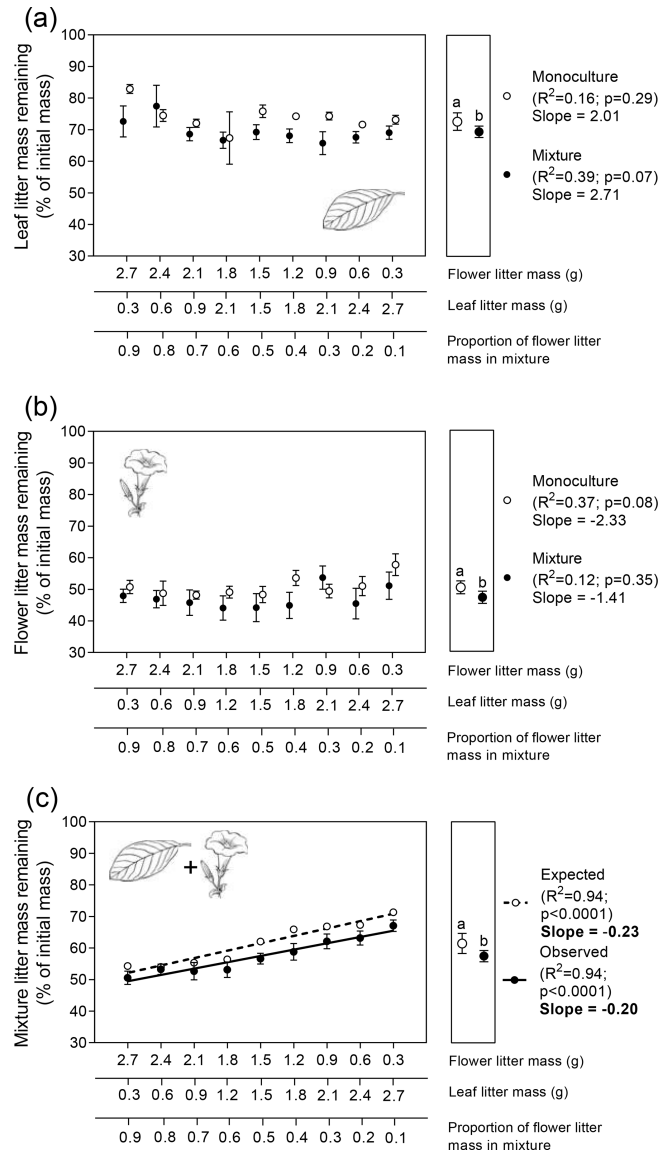 (a)
Leaf litter mass remaining
(% of initial mass)
100
90
80
70
60
50
40
30
a
b
Monoculture
(R²=0.16; p=0.29)
Slope = 2.01
Mixture
(R²=0.39; p=0.07)
Slope = 2.71
2.7 2.4 2.1 1.8 1.5 1.2 0.9 0.6 0.3 Flower litter mass (g)
0.3 0.6 0.9 2.1 1.5 1.8 2.1 2.4 2.7 Leaf litter mass (g)
0.9 0.8 0.7 0.6 0.5 0.4 0.3 0.2 0.1 Proportion of flower litter
mass in mixture
(b)
Flower litter mass remaining
(% of initial mass)
100
90
80
70
60
50
40
30
a
b
Monoculture
(R²=0.37; p=0.08)
Slope = -2.33
Mixture
(R²=0.12; p=0.35)
Slope = -1.41
2.7 2.4 2.1 1.8 1.5 1.2 0.9 0.6 0.3 Flower litter mass (g)
0.3 0.6 0.9 1.2 1.5 1.8 2.1 2.4 2.7 Leaf litter mass (g)
0.9 0.8 0.7 0.6 0.5 0.4 0.3 0.2 0.1 Proportion of flower litter
mass in mixture
(c)
Mixture litter mass remaining
(% of initial mass)
100
90
80
70
60
50
40
30
+
a
b
Expected
(R²=0.94;
p<0.0001)
Slope = -0.23
Observed
(R²=0.94;
p<0.0001)
Slope = -0.20
2.7 2.4 2.1 1.8 1.5 1.2 0.9 0.6 0.3 Flower litter mass (g)
0.3 0.6 0.9 1.2 1.5 1.8 2.1 2.4 2.7 Leaf litter mass (g)
0.9 0.8 0.7 0.6 0.5 0.4 0.3 0.2 0.1 Proportion of flower litter
mass in mixture